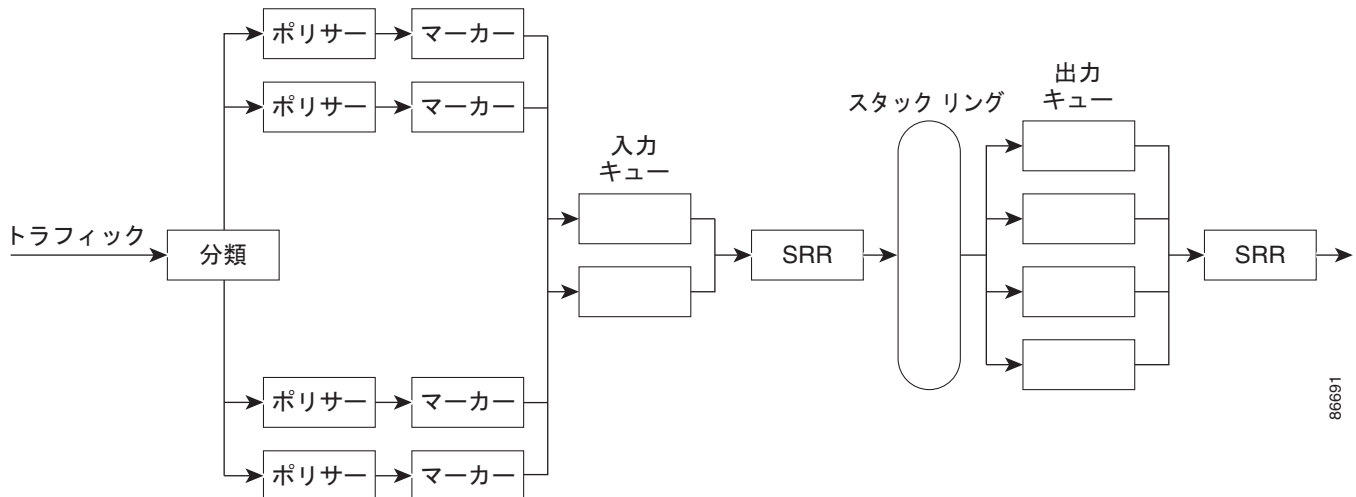 ポリサー
マーカー
ポリサー
マーカー
トラフィック
分類
ポリサー
マーカー
ポリサー
マーカー
入力
キュー
SRR
スタック リング
出力
キュー
SRR
86691